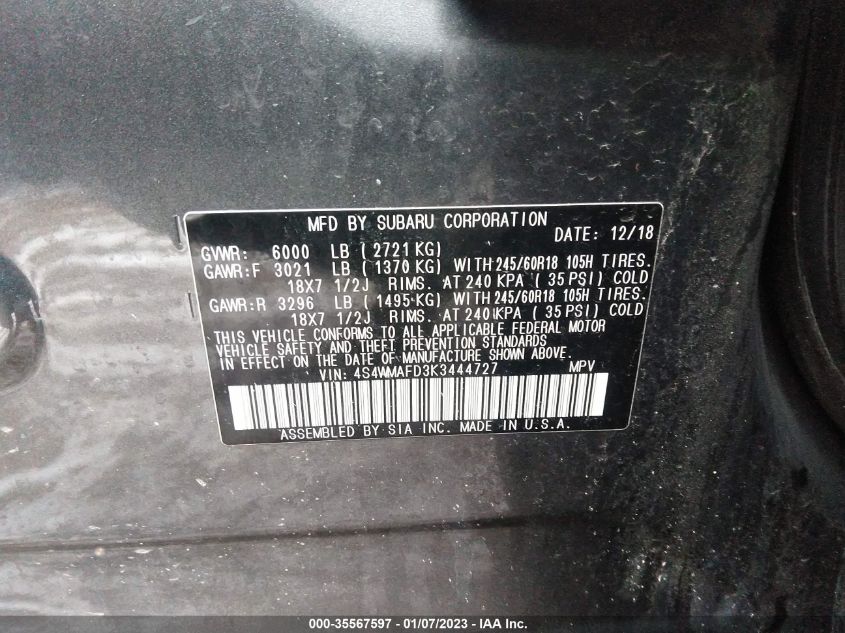 MFD BY SUBARU CORPORATION
DATE: 12/18
GVWR: 6000 LB ( 2721 KG)
GAWR:F 3021 LB ( 1370 KG) WITH 245/60R18 105H TIRES.
18X7 1/2J RIMS. AT 240 KPA ( 35 PSI) COLD
GAWR:R 3296 LB ( 1495 KG) WITH 245/60R18 105H TIRES.
18X7 1/2J RIMS. AT 240 KPA ( 35 PSI) COLD
THIS VEHICLE CONFORMS TO ALL APPLICABLE FEDERAL MOTOR
VEHICLE SAFETY AND THEFT PREVENTION STANDARDS
IN EFFECT ON THE DATE OF MANUFACTURE SHOWN ABOVE.
VIN: 4S4WMAFD3K3444727 MPV
ASSEMBLED BY SIA INC. MADE IN U.S.A.
000-35567597 - 01/07/2023 - IAA Inc.